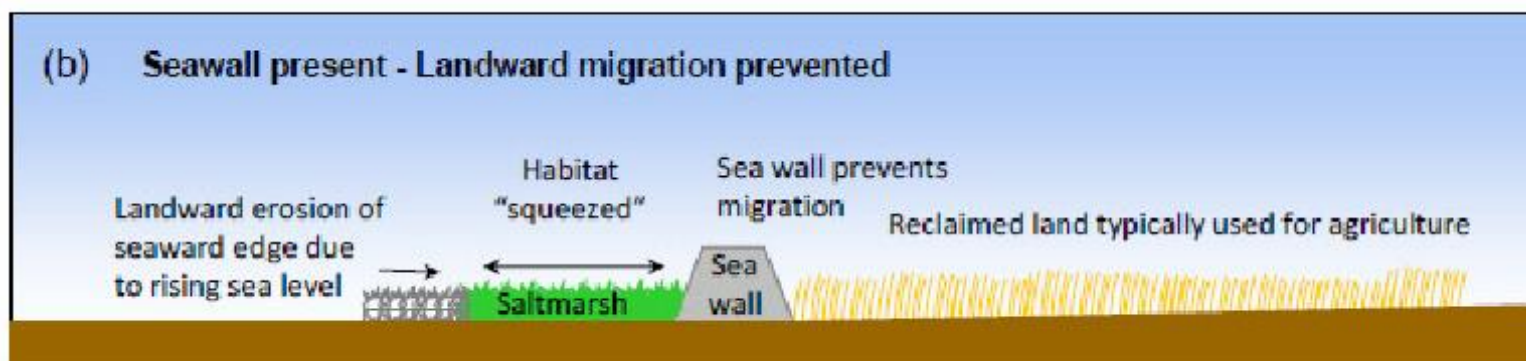 (b) Seawall present - Landward migration prevented
Landward erosion of
seaward edge due
to rising sea level
Habitat
"squeezed"
Saltmarsh
Sea wall prevents
migration
Sea
wall
Reclaimed land typically used for agriculture